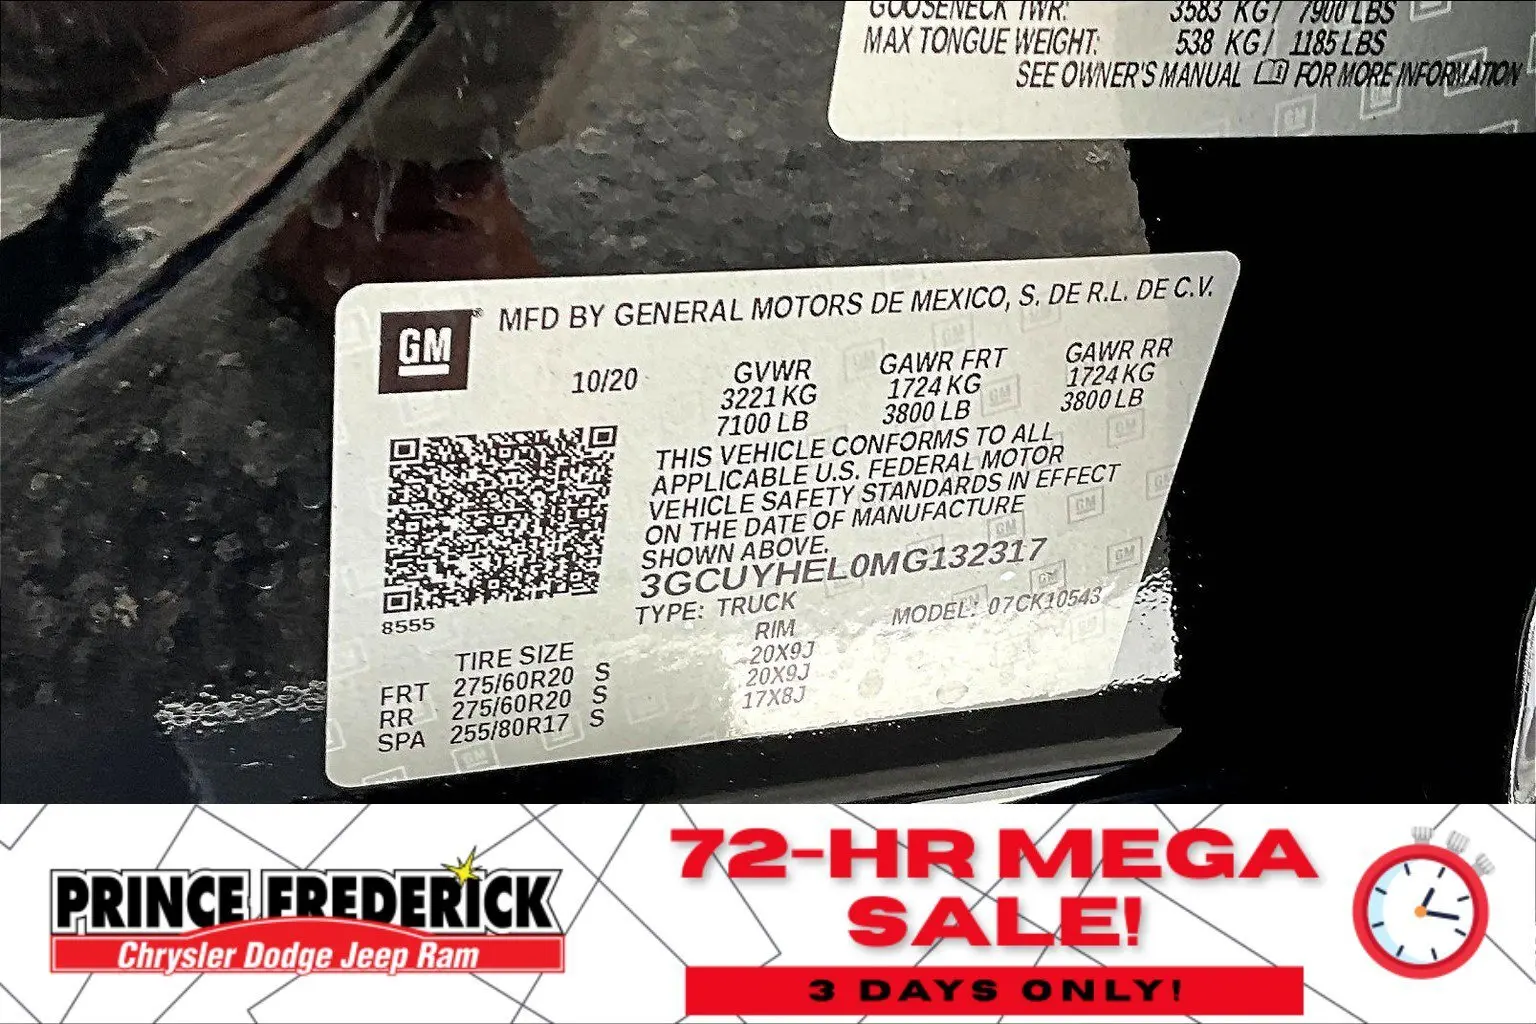 GOOSENECK TWR: 3583 KG/ 7900 LBS
MAX TONGUE WEIGHT: 538 KG/ 1185 LBS
SEE OWNER'S MANUAL FOR MORE INFORMATION
GM MFD BY GENERAL MOTORS DE MEXICO, S. DE R.L. DE C.V.
10/20 GVWR GAWR FRT GAWR RR
3221 KG 1724 KG 1724 KG
7100 LB 3800 LB 3800 LB
THIS VEHICLE CONFORMS TO ALL
APPLICABLE U.S. FEDERAL MOTOR
VEHICLE SAFETY STANDARDS IN EFFECT
ON THE DATE OF MANUFACTURE
SHOWN ABOVE.
3GCUYHEL0MG132317
8555
TYPE: TRUCK MODEL: 07CK10543
TIRE SIZE RIM
FRT 275/60R20 S 20X9J
RR 275/60R20 S 20X9J
SPA 255/80R17 S 17X8J
PRINCE FREDERICK
Chrysler Dodge Jeep Ram
72-HR MEGA
SALE!
3 DAYS ONLY!